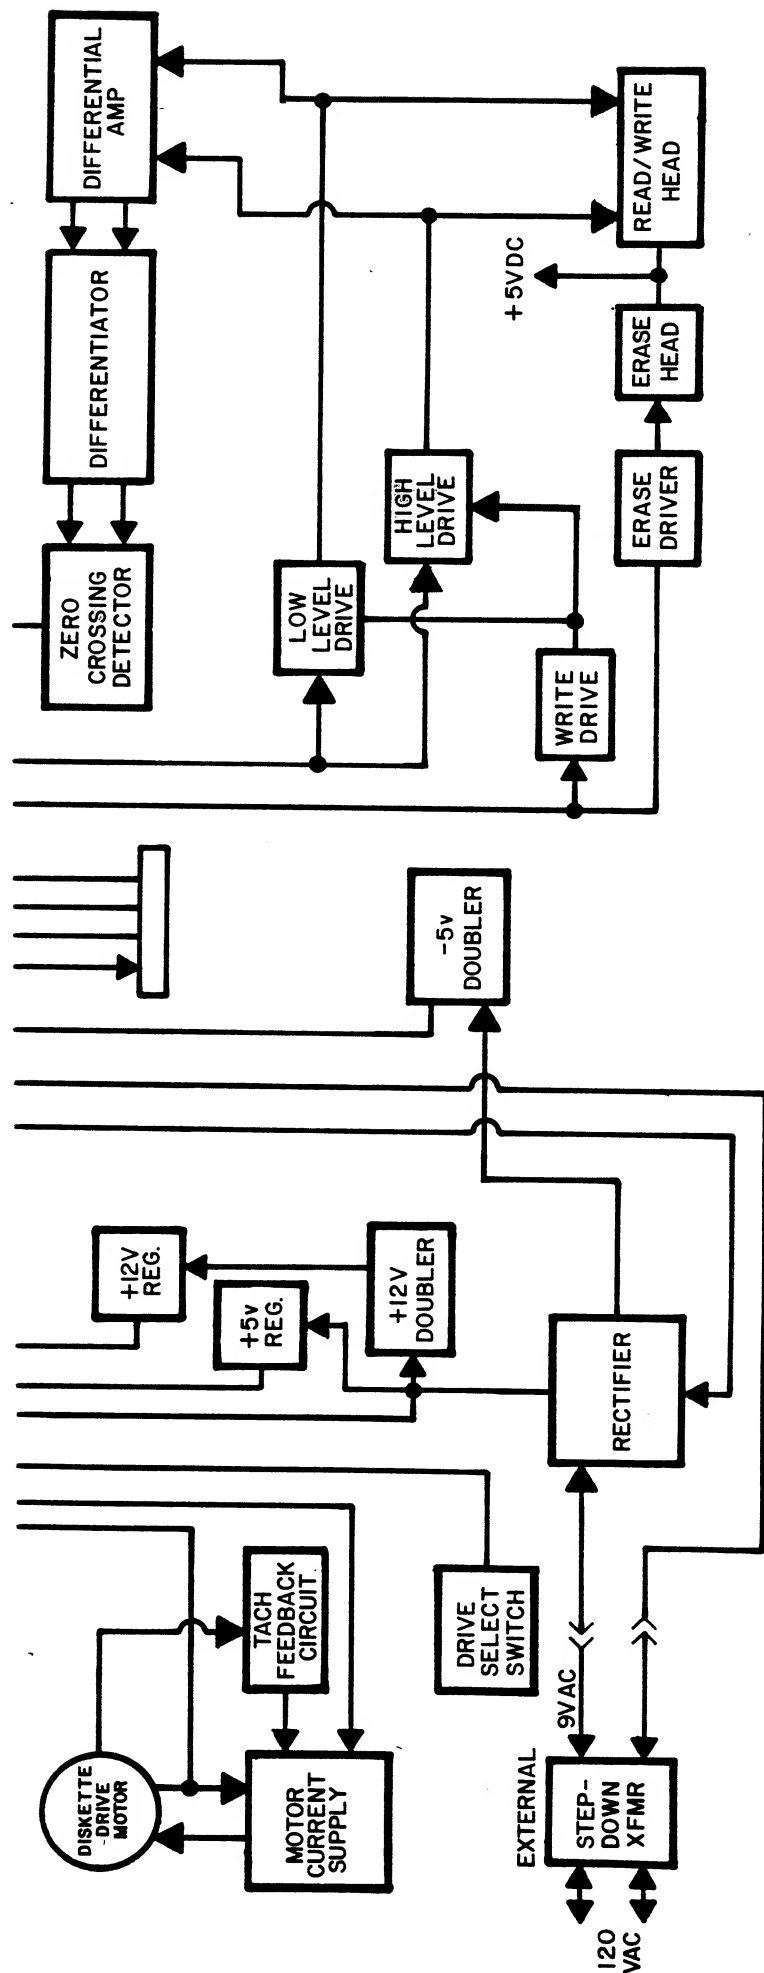 DIFFERENTIAL
AMP
READ/WRITE
HEAD
DIFFERENTIATOR
+5VDC
ERASE
HEAD
ZERO
CROSSING
DETECTOR
HIGH
LEVEL
DRIVE
ERASE
DRIVER
LOW
LEVEL
DRIVE
WRITE
DRIVE
-5v
DOUBLER
+12V
REG.
+5v
REG.
+12V
DOUBLER
RECTIFIER
TACH
FEEDBACK
CIRCUIT
DRIVE
SELECT
SWITCH
9VAC
DISKETTE
-DRIVE
MOTOR
MOTOR
CURRENT
SUPPLY
EXTERNAL
STEP-
DOWN
XFMR
120
VAC